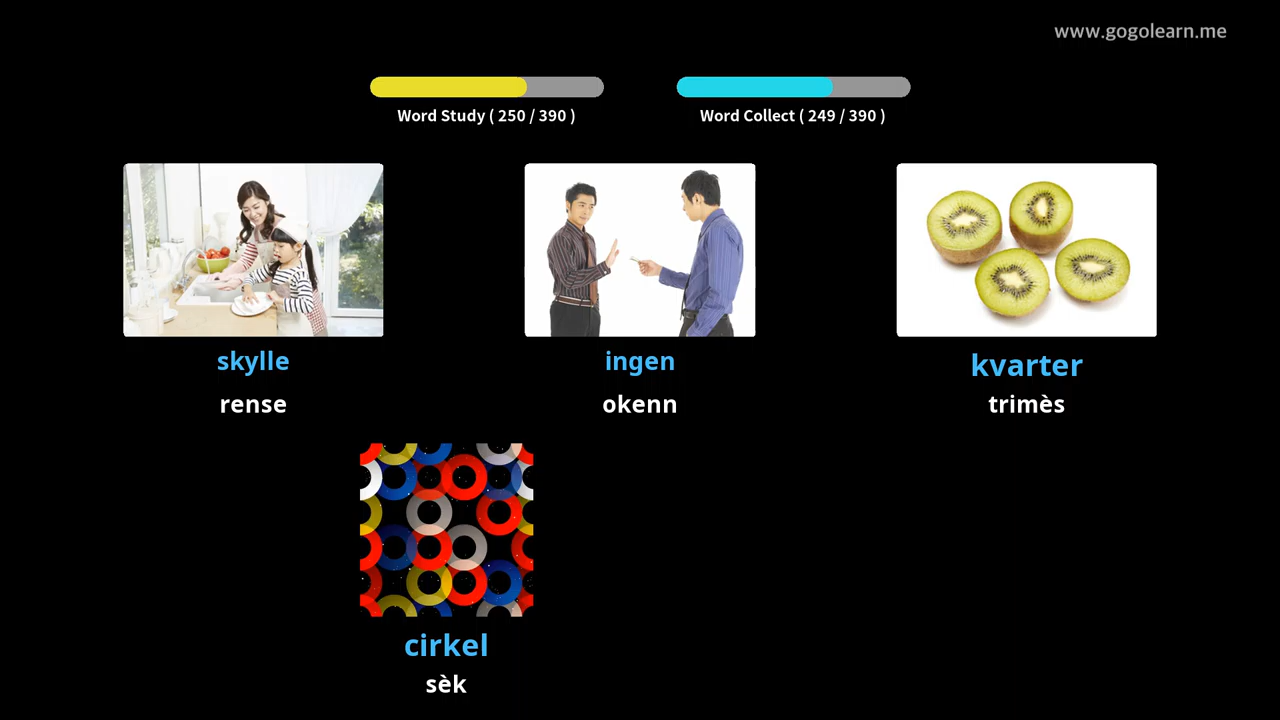 www.gogolearn.me
Word Study ( 250 / 390 )
Word Collect ( 249 / 390 )
skylle
rense
ingen
okenn
kvarter
trimès
cirkel
sèk